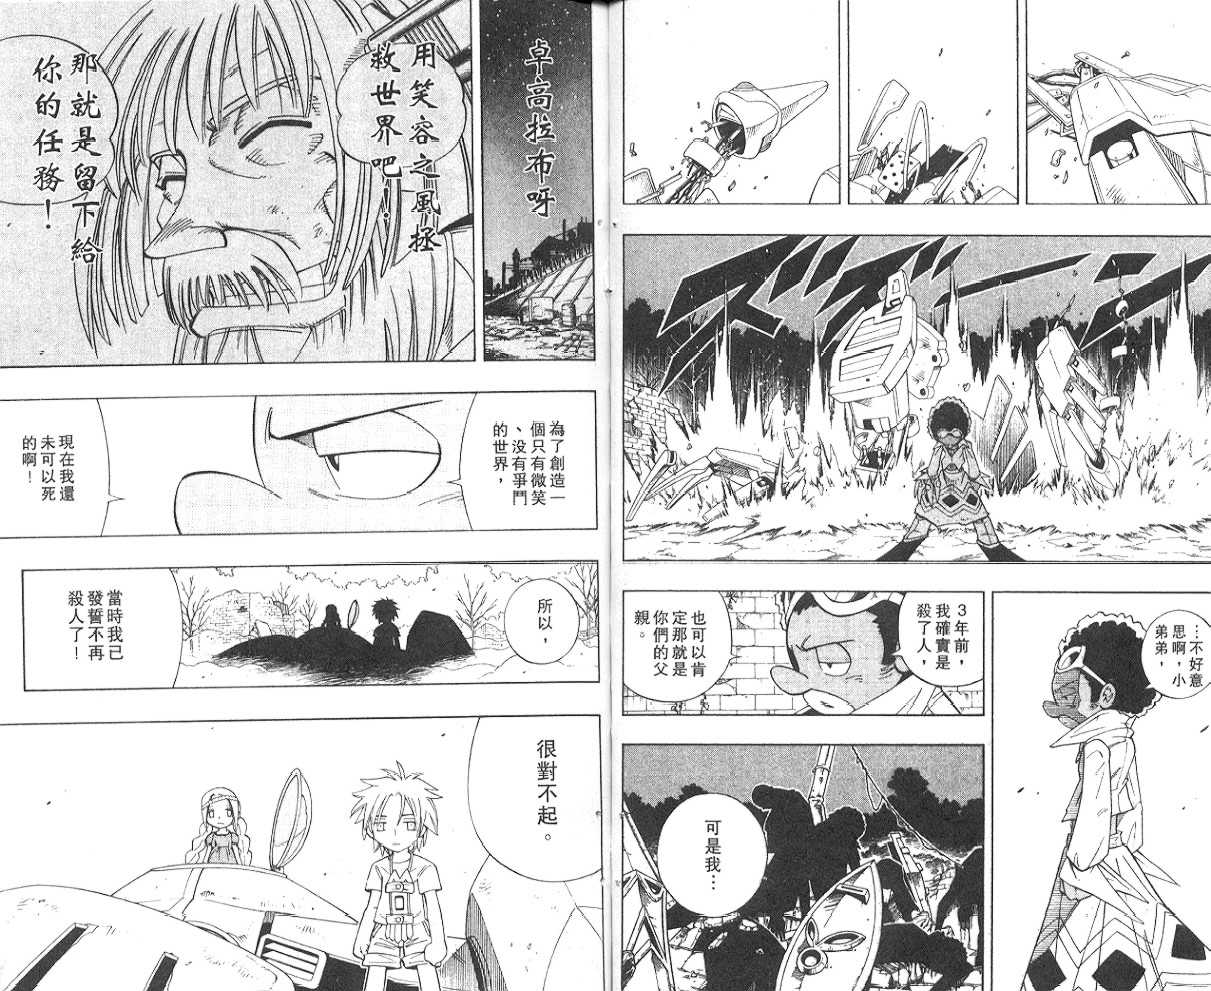 ズズズーン
…不好意
思啊，小
弟弟，
3年前，
我確實是
殺了人，
也可以肯
定那就是
你們的父
親。
可是我…
卓高拉布呀
用笑容之風拯
救世界吧！
那就是留下給
你的任務！
為了創造一
個只有微笑
、沒有爭鬥
的世界，
現在我還
未可以死
的啊！
所以，
當時我已
發誓不再
殺人了！
很對不起。